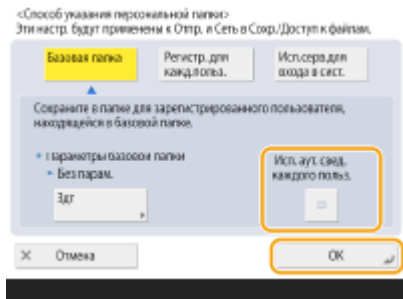 <Способ указания персональной папки>
Эти настр. будут применены к Отпр. и Сеть в Сохр./Доступ к файлам.
Базовая папка
Регистр. для кажд.польз.
Исп.серв.для входа в сист.
Сохраните в папке для зарегистрированного пользователя,
находящейся в базовой папке.
Параметры базовой папки
Без парам.
Исп. аут. свед.
каждого польз.
Отмена
OK